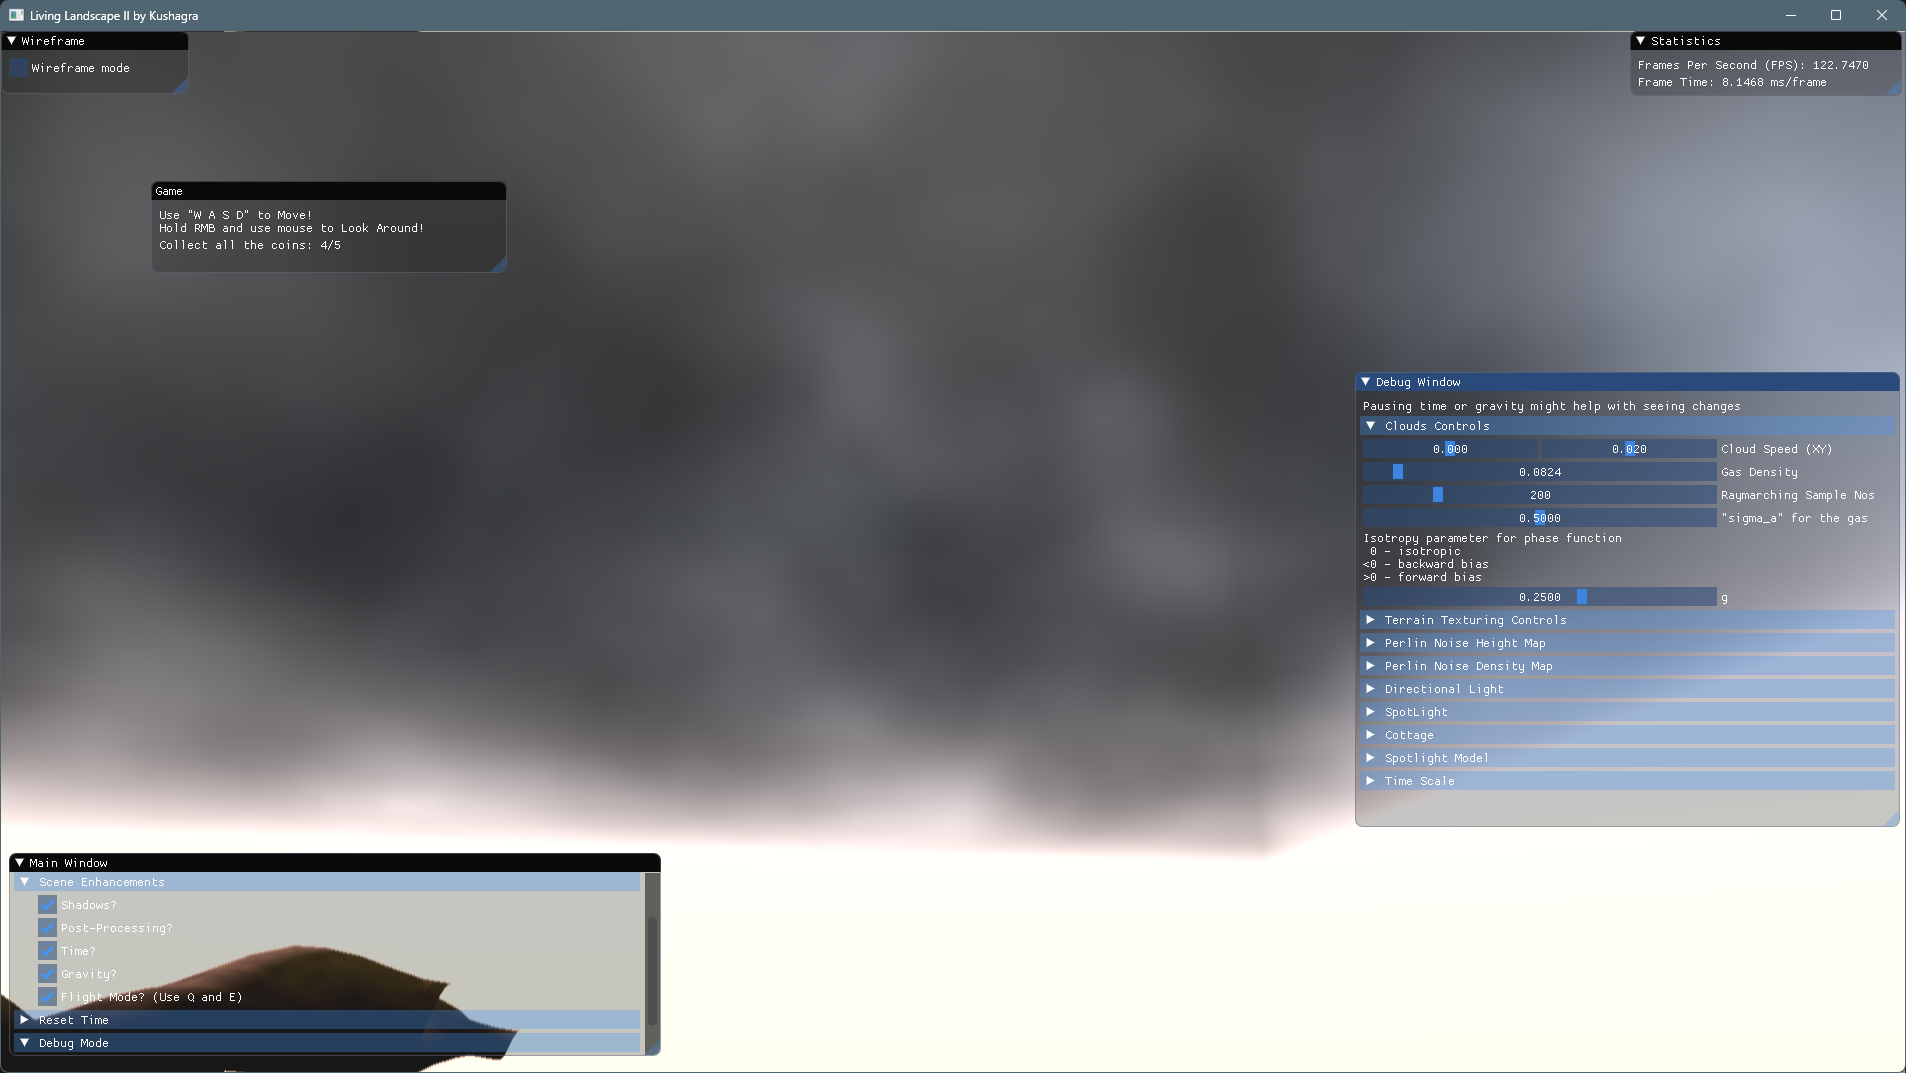 Living Landscape II by Kushagra
Wireframe
Wireframe mode
Statistics
Frames Per Second (FPS): 122.7470
Frame Time: 8.1468 ms/frame
Game
Use "W A S D" to Move!
Hold RMB and use mouse to Look Around!
Collect all the coins: 4/5
Debug Window
Pausing time or gravity might help with seeing changes
Clouds Controls
0.000 0.020 Cloud Speed (XY)
0.0824 Gas Density
200 Raymarching Sample Nos
0.5000 "sigma_a" for the gas
Isotropy parameter for phase function
0 - isotropic
<0 - backward bias
>0 - forward bias
0.2500 g
Terrain Texturing Controls
Perlin Noise Height Map
Perlin Noise Density Map
Directional Light
SpotLight
Cottage
Spotlight Model
Time Scale
Main Window
Scene Enhancements
Shadows?
Post-Processing?
Time?
Gravity?
Flight Mode? (Use Q and E)
Reset Time
Debug Mode